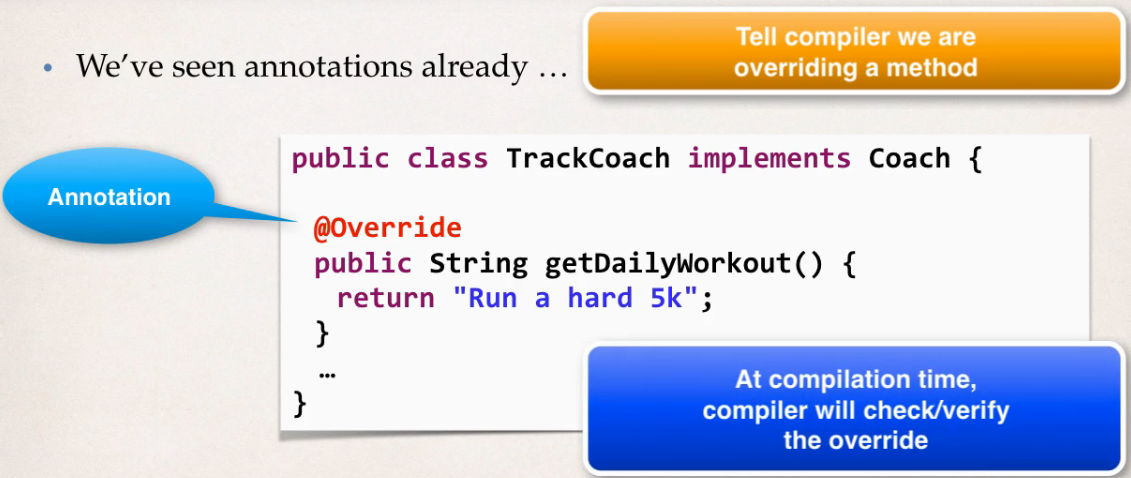 Tell compiler we are
overriding a method
• We’ve seen annotations already …
Annotation
public class TrackCoach implements Coach {
@Override
public String getDailyWorkout() {
return "Run a hard 5k";
}
…
}
At compilation time,
compiler will check/verify
the override